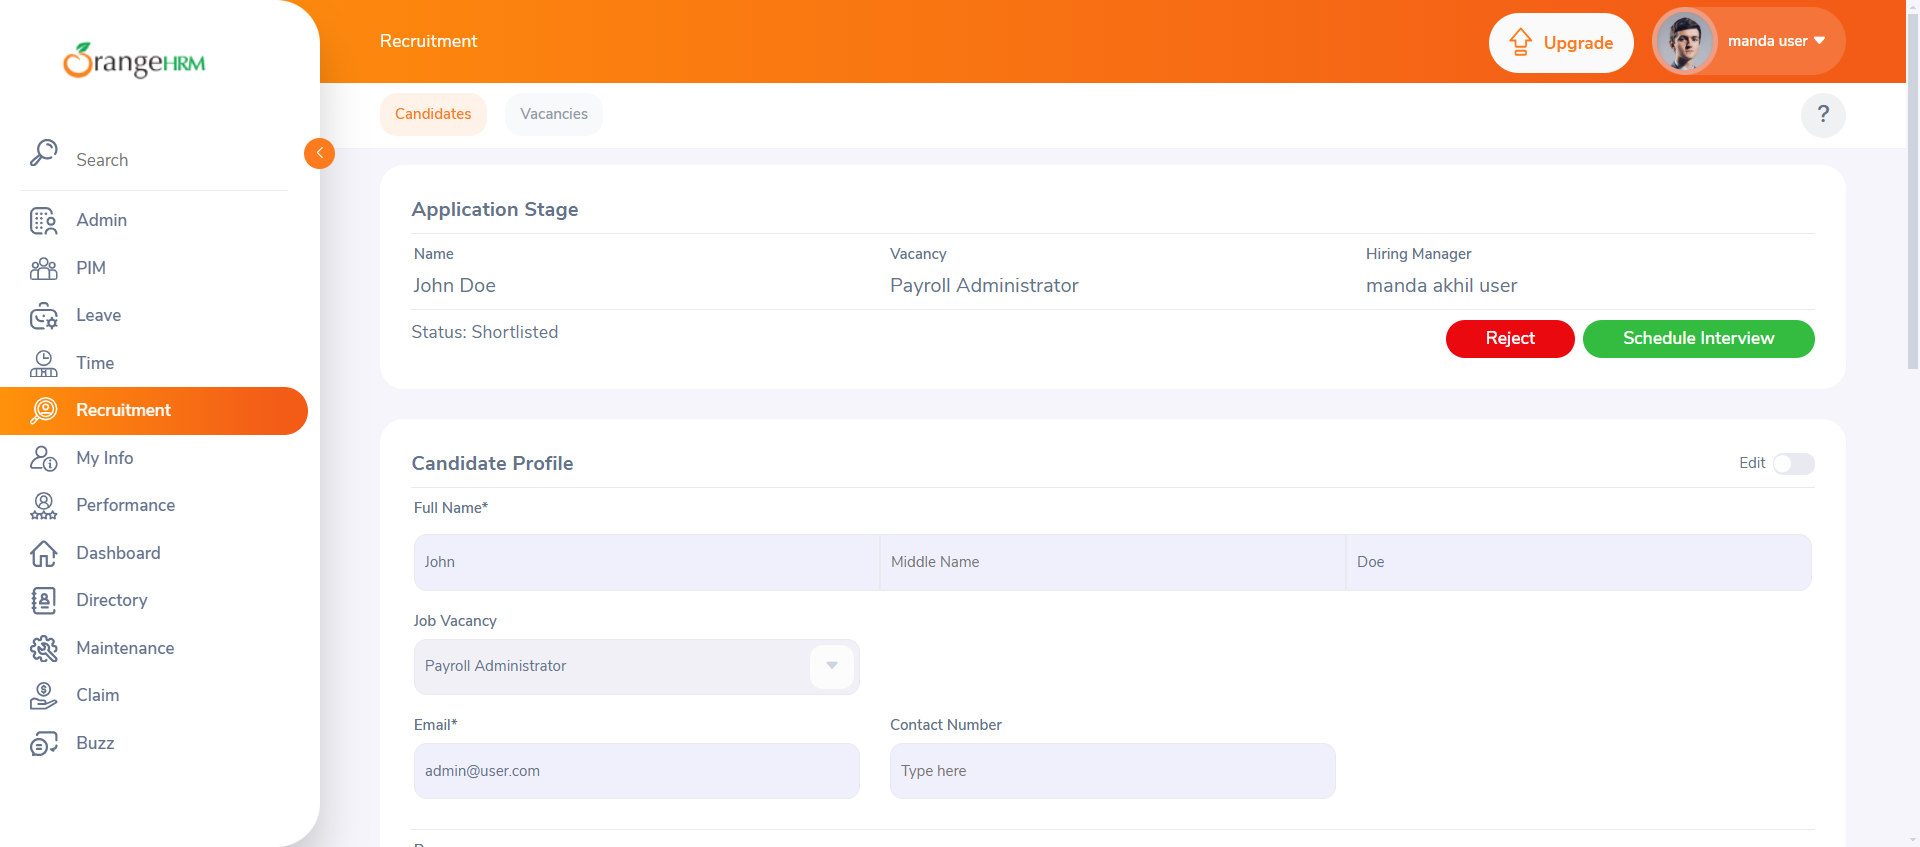 OrangeHRM
Recruitment
Upgrade
manda user
Candidates
Vacancies
?
Search
Admin
PIM
Leave
Time
Recruitment
My Info
Performance
Dashboard
Directory
Maintenance
Claim
Buzz
Application Stage
Name
Vacancy
Hiring Manager
John Doe
Payroll Administrator
manda akhil user
Status: Shortlisted
Reject
Schedule Interview
Candidate Profile
Edit
Full Name*
John
Middle Name
Doe
Job Vacancy
Payroll Administrator
Email*
Contact Number
admin@user.com
Type here